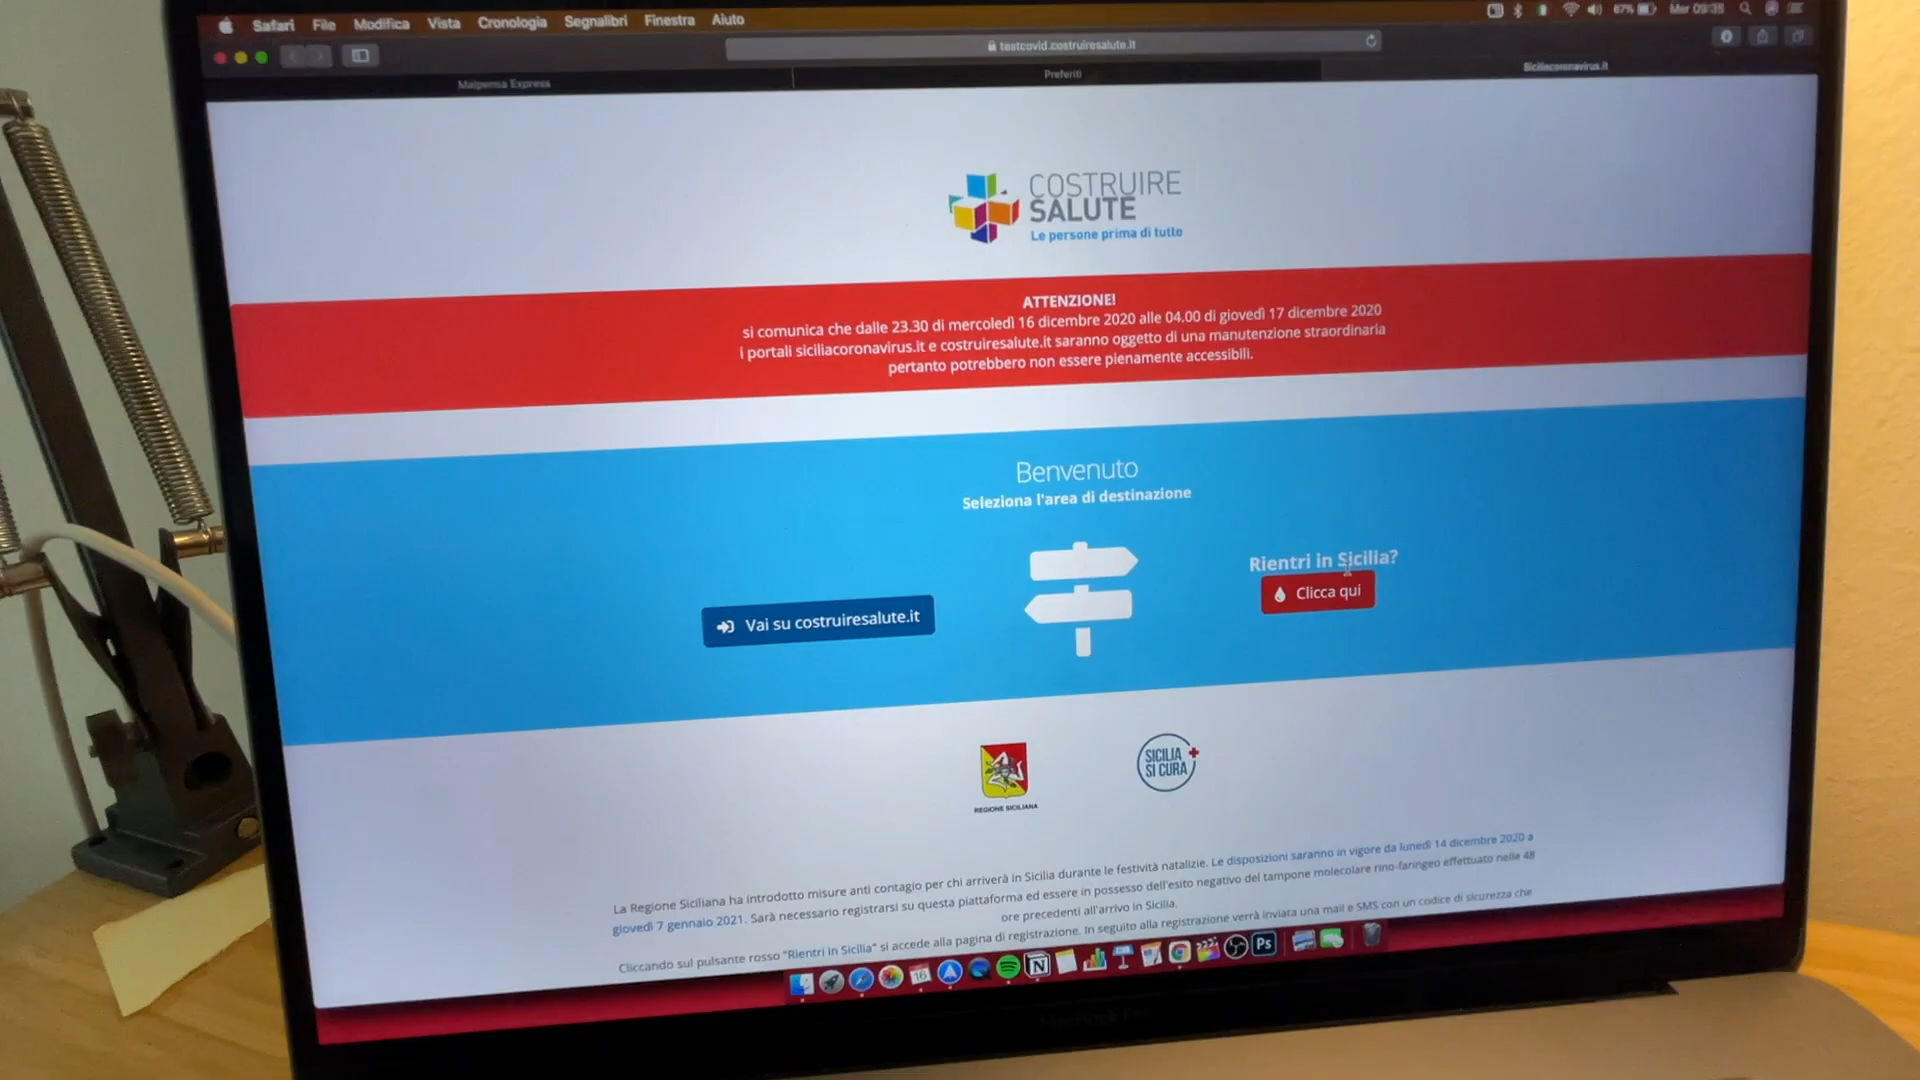 Safari File Modifica Vista Cronologia Segnalibri Finestra Aiuto
67% Mer 09:35
testcovid.costruiresalute.it
Malpensa Express
Preferiti
Siciliacoronavirus.it
COSTRUIRE
SALUTE
Le persone prima di tutto
ATTENZIONE!
si comunica che dalle 23.30 di mercoledì 16 dicembre 2020 alle 04.00 di giovedì 17 dicembre 2020
i portali siciliacoronavirus.it e costruiresalute.it saranno oggetto di una manutenzione straordinaria
pertanto potrebbero non essere pienamente accessibili.
Benvenuto
Seleziona l'area di destinazione
Rientri in Sicilia?
Clicca qui
Vai su costruiresalute.it
REGIONE SICILIANA
SICILIA
SI CURA
La Regione Siciliana ha introdotto misure anti contagio per chi arriverà in Sicilia durante le festività natalizie. Le disposizioni saranno in vigore da lunedì 14 dicembre 2020 a
giovedì 7 gennaio 2021. Sarà necessario registrarsi su questa piattaforma ed essere in possesso dell'esito negativo del tampone molecolare rino-faringeo effettuato nelle 48
ore precedenti all'arrivo in Sicilia.
Cliccando sul pulsante rosso "Rientri in Sicilia" si accede alla pagina di registrazione. In seguito alla registrazione verrà inviata una mail e SMS con un codice di sicurezza che
16
N
Ps